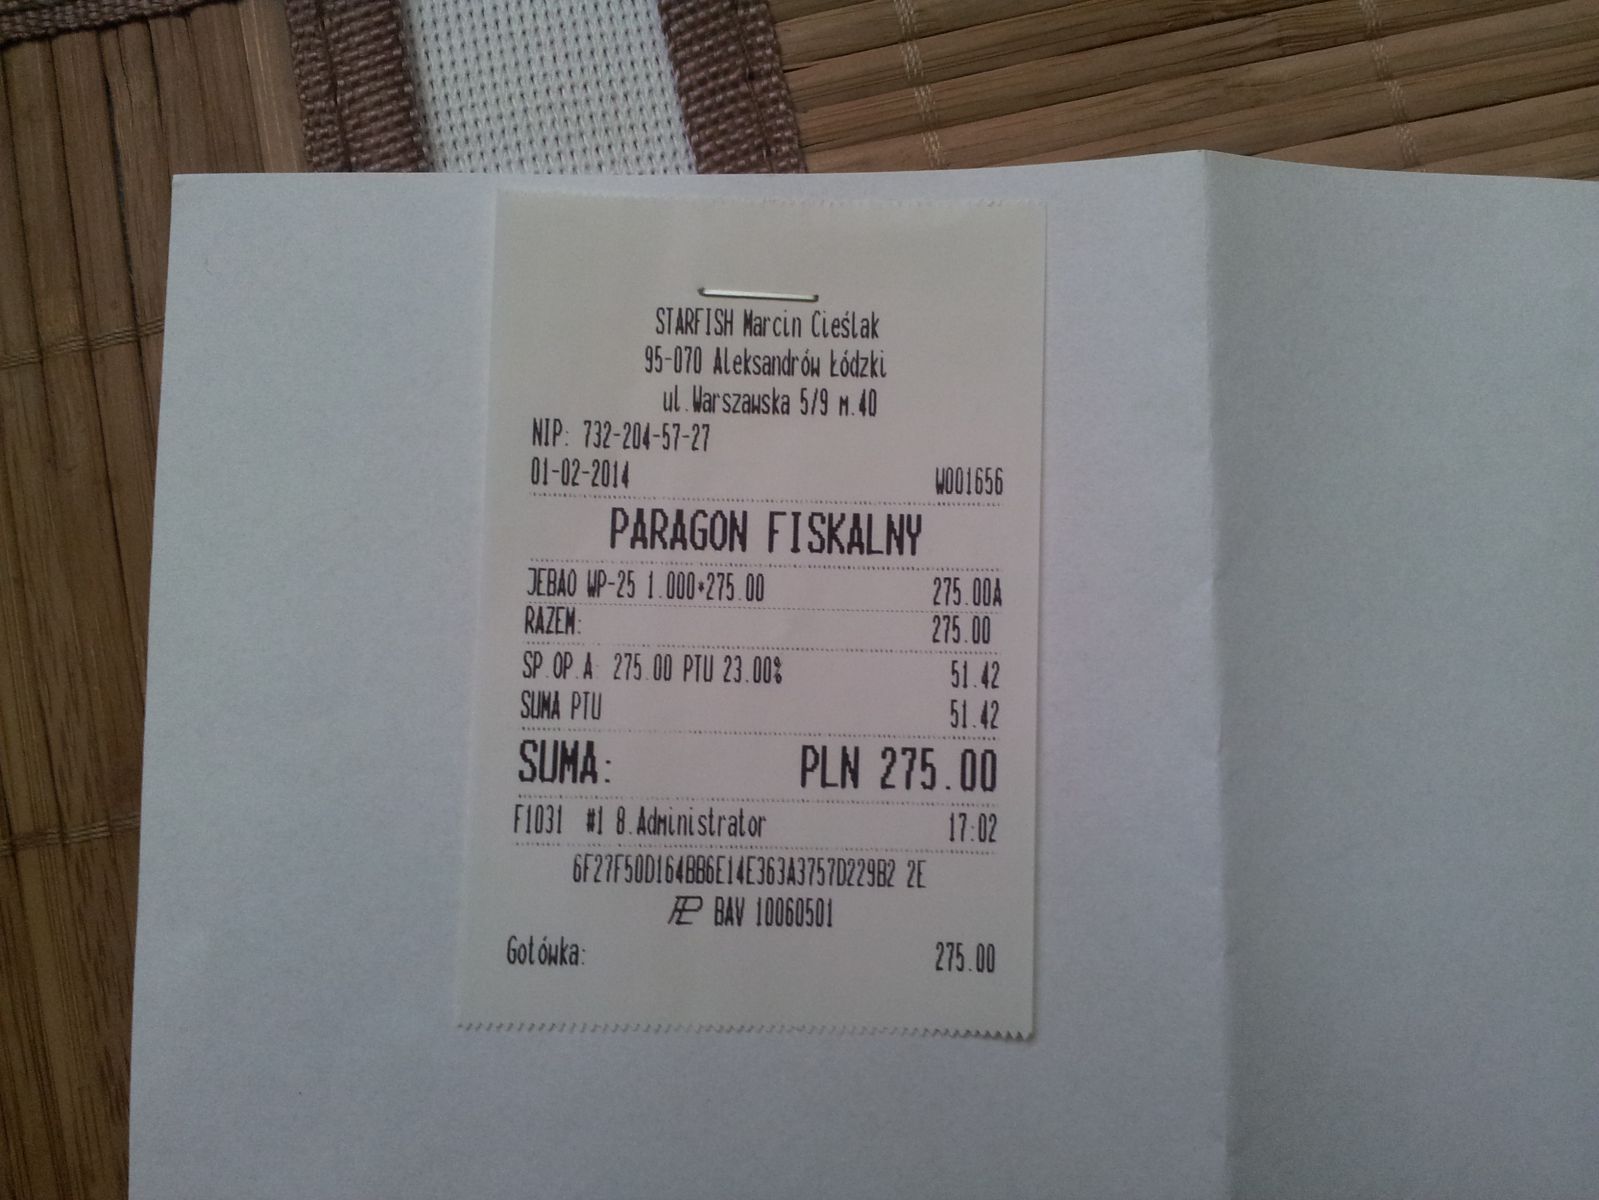 STARFISH Marcin Cieślak
95-070 Aleksandrów Łódzki
ul.Warszawska 5/9 m.40
NIP: 732-204-57-27
01-02-2014 W001656
PARAGON FISKALNY
JEBAO WP-25 1.000*275.00 275.00A
RAZEM: 275.00
SP.OP.A: 275.00 PTU 23.00% 51.42
SUMA PTU 51.42
SUMA: PLN 275.00
F1031 #1 8.Administrator 17:02
6F27F50D164BB6E14E363A3757D229B2 2E
BAV 10060501
Gotówka: 275.00